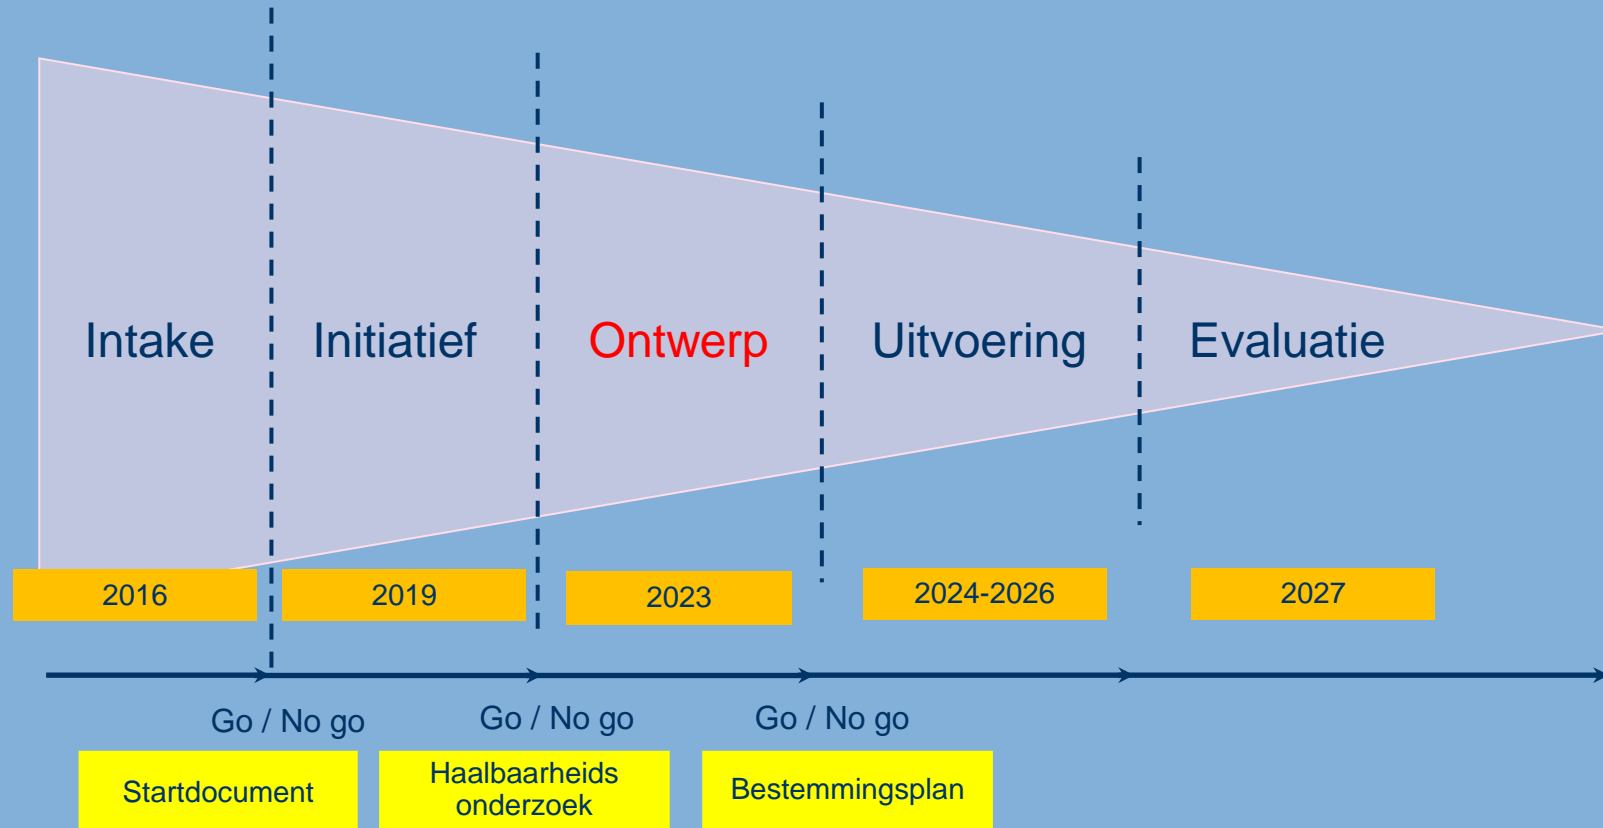 Intake
Initiatief
Ontwerp
Uitvoering
Evaluatie
2016
2019
2023
2024-2026
2027
Go / No go
Go / No go
Go / No go
Startdocument
Haalbaarheids
onderzoek
Bestemmingsplan